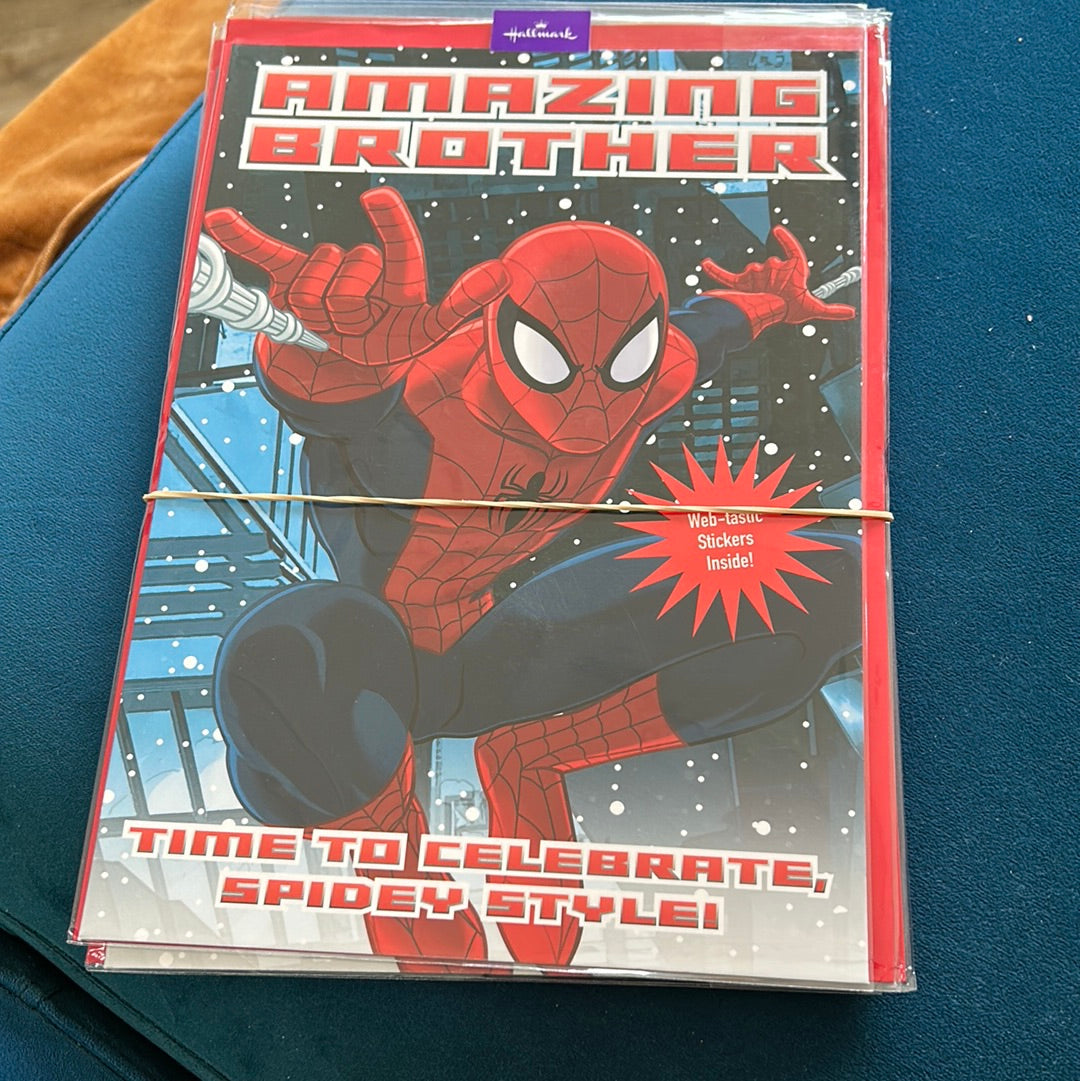 Hallmark
AMAZING
BROTHER
Web-tastic
Stickers
Inside!
TIME TO CELEBRATE,
SPIDEY STYLE!